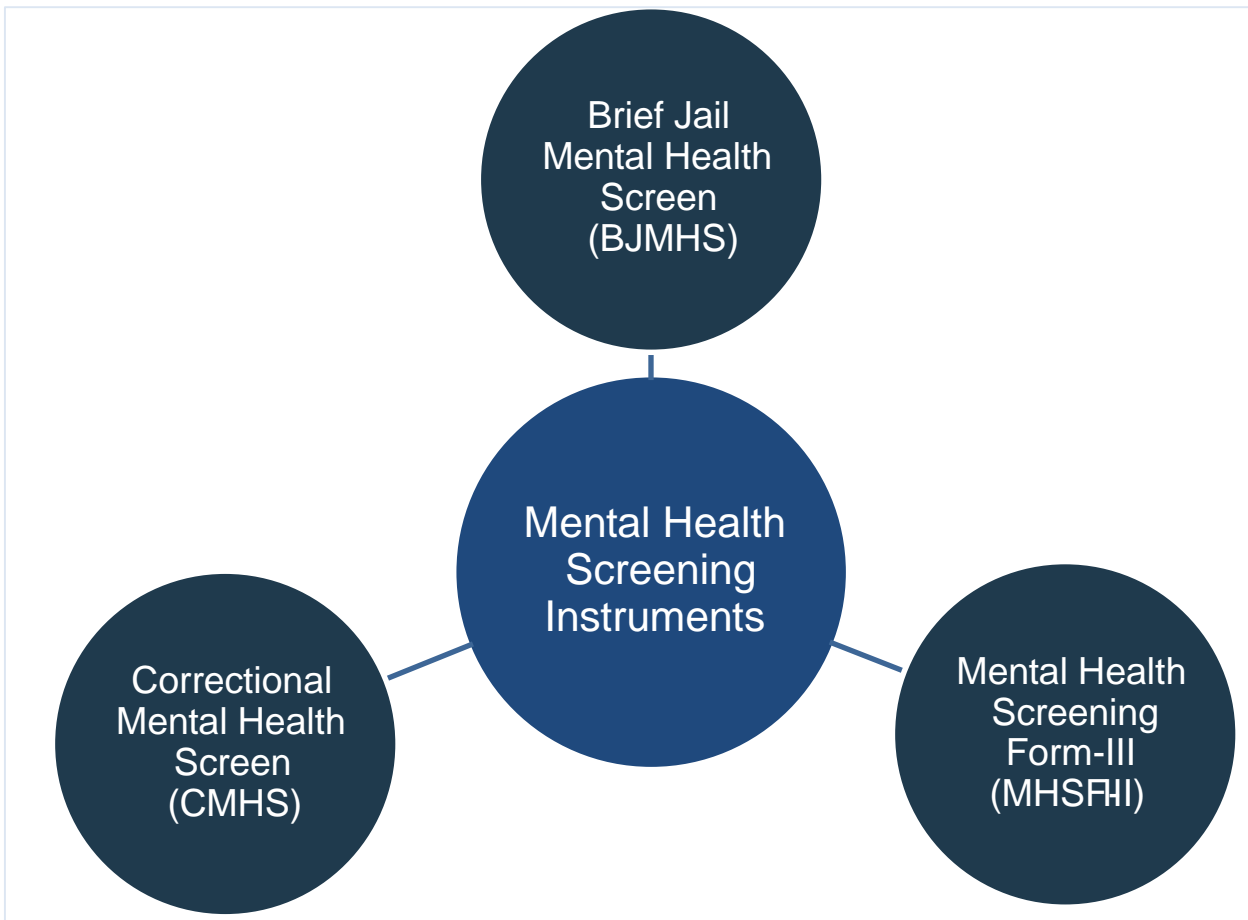 Brief Jail
Mental Health
Screen
(BJMHS)
Mental Health
Screening
Instruments
Correctional
Mental Health
Screen
(CMHS)
Mental Health
Screening
Form-III
(MHSF-III)